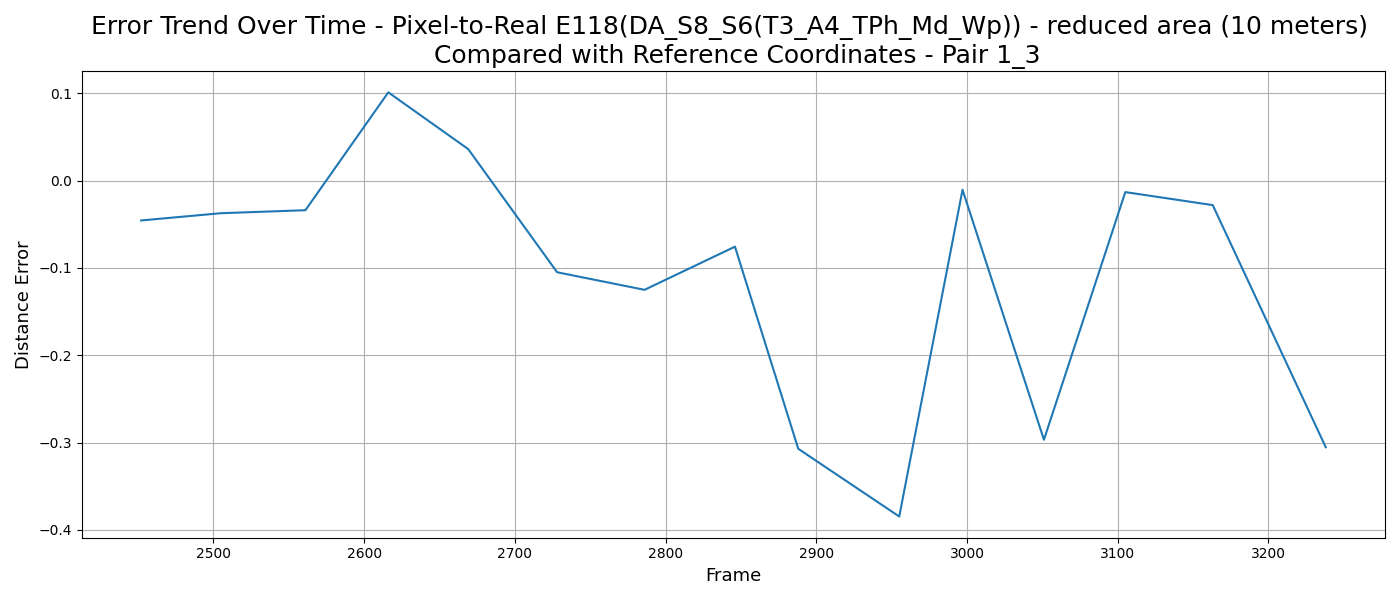 Error Trend Over Time - Pixel-to-Real E118(DA_S8_S6(T3_A4_TPh_Md_Wp)) - reduced area (10 meters)
Compared with Reference Coordinates - Pair 1_3
Distance Error
0.1
0.0
−0.1
−0.2
−0.3
−0.4
2500 2600 2700 2800 2900 3000 3100 3200
Frame